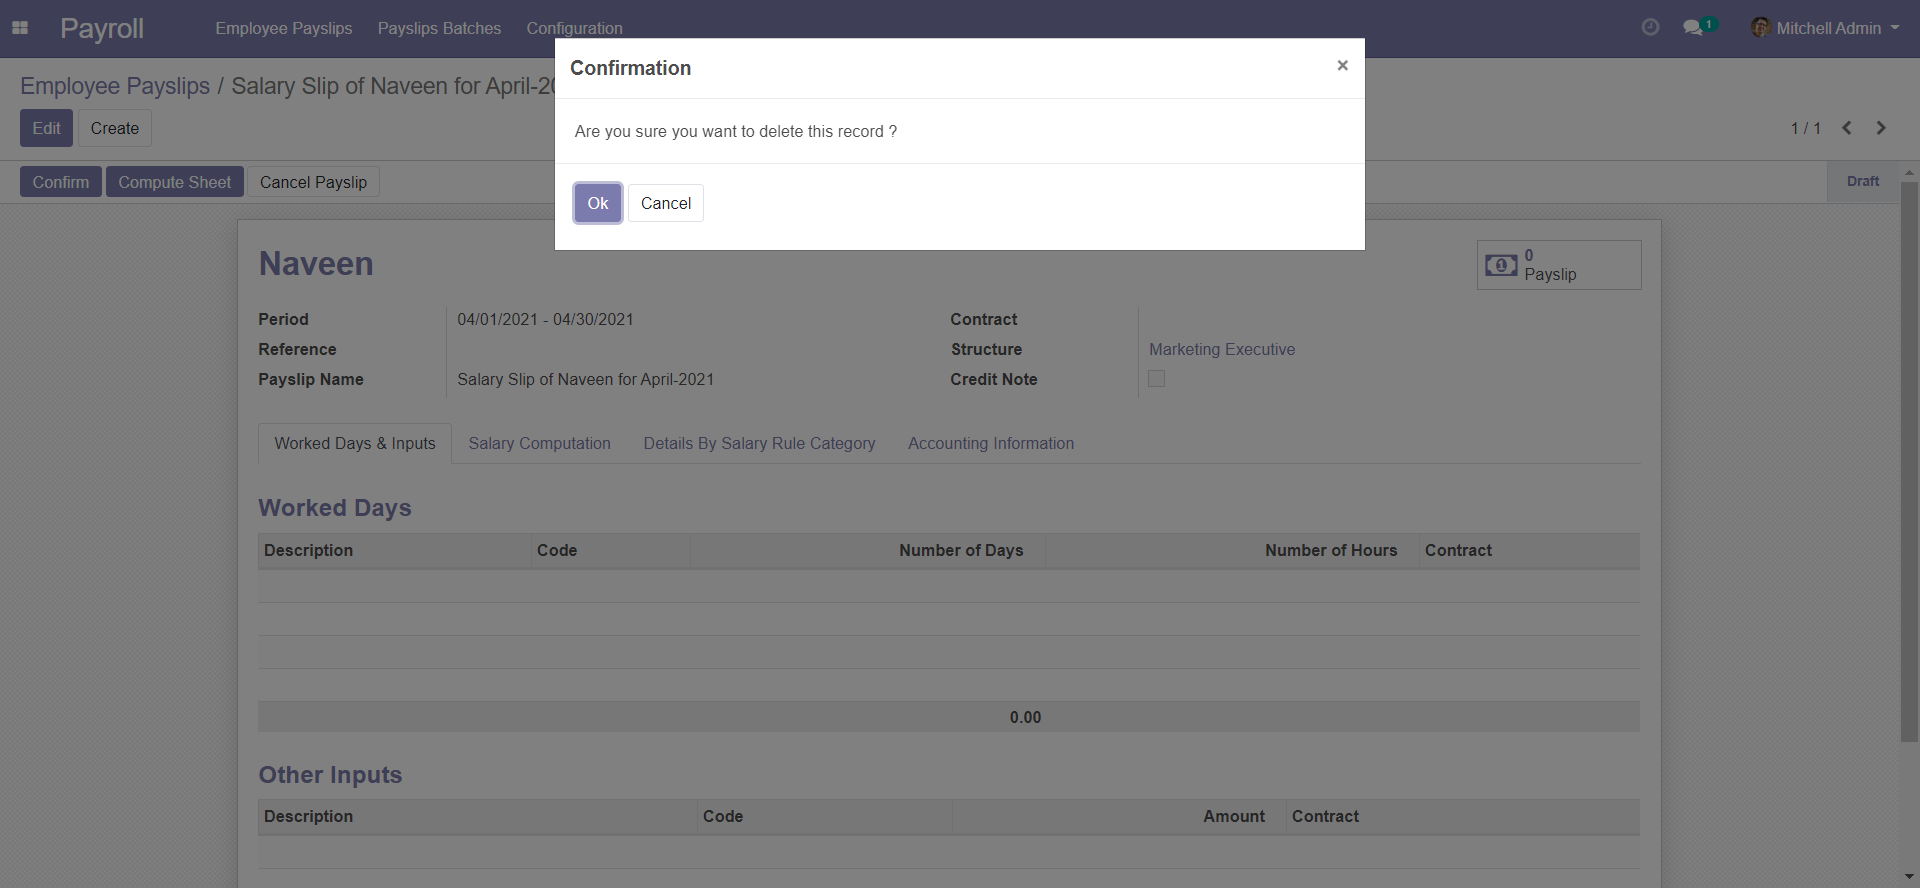 Payroll Employee Payslips Payslips Batches Configuration 1 Mitchell Admin
Confirmation ×
Are you sure you want to delete this record ?
Ok Cancel
Employee Payslips / Salary Slip of Naveen for April-20
Edit Create 1 / 1
Confirm Compute Sheet Cancel Payslip Draft
Naveen
0
Payslip
Period 04/01/2021 - 04/30/2021 Contract
Reference Structure Marketing Executive
Payslip Name Salary Slip of Naveen for April-2021 Credit Note
Worked Days & Inputs Salary Computation Details By Salary Rule Category Accounting Information
Worked Days
Description Code Number of Days Number of Hours Contract
0.00
Other Inputs
Description Code Amount Contract